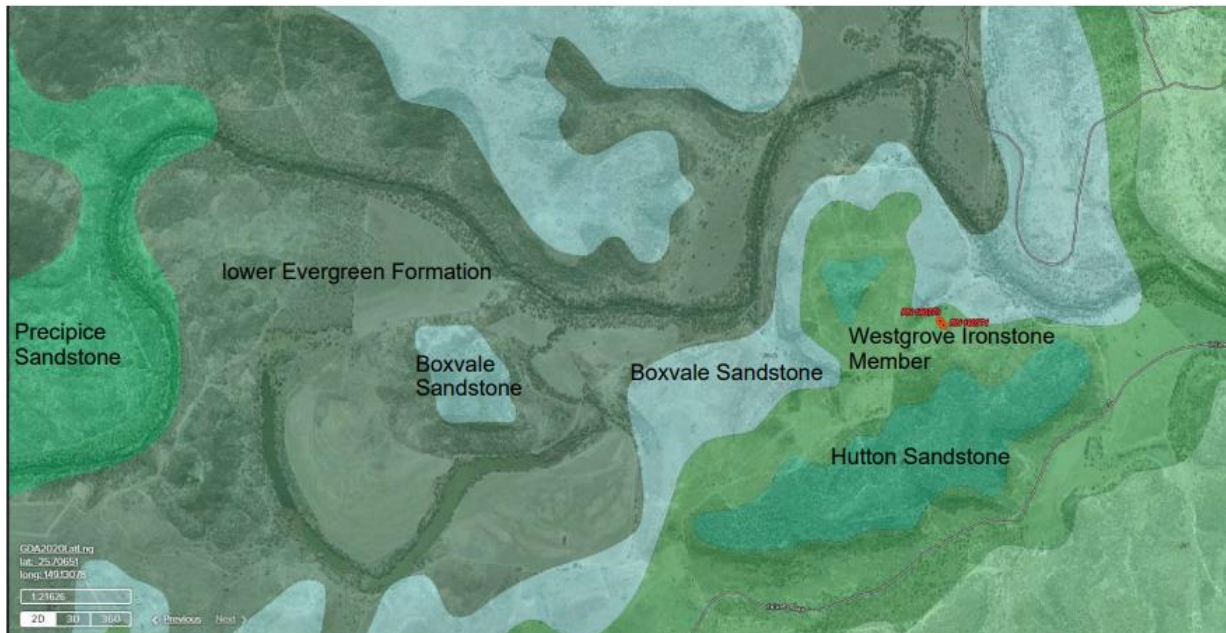 lower Evergreen Formation
Precipice
Sandstone
Boxvale
Sandstone
Boxvale Sandstone
Westgrove Ironstone
Member
Hutton Sandstone
GDA2020LatLng
lat: -25.70651
long: 149.13078
1:21626
2D 3D 360 Previous Next